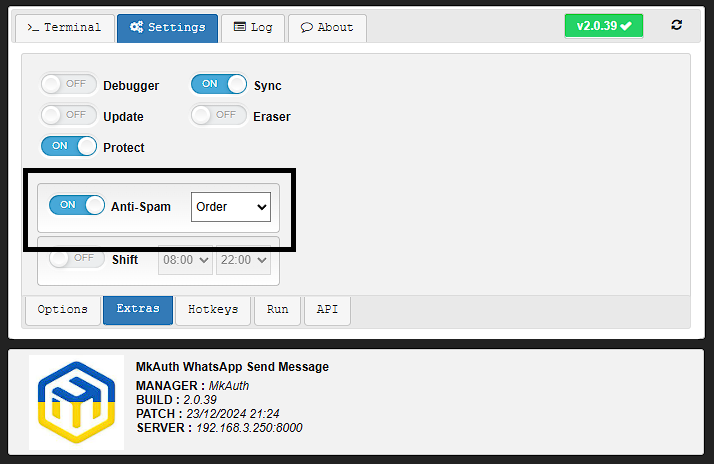 >_ Terminal Settings Log About v2.0.39
OFF Debugger ON Sync
OFF Update OFF Eraser
ON Protect
ON Anti-Spam Order
OFF Shift 08:00 22:00
Options Extras Hotkeys Run API
MkAuth WhatsApp Send Message
MANAGER : MkAuth
BUILD : 2.0.39
PATCH : 23/12/2024 21:24
SERVER : 192.168.3.250:8000